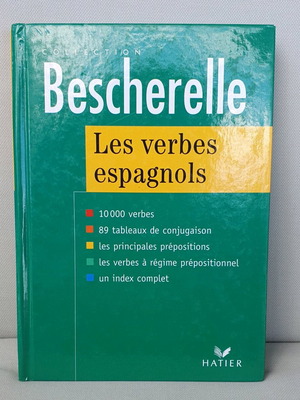 COLLECTION
Bescherelle
Les verbes
espagnols
10 000 verbes
89 tableaux de conjugaison
les principales prépositions
les verbes à régime prépositionnel
un index complet
HATIER